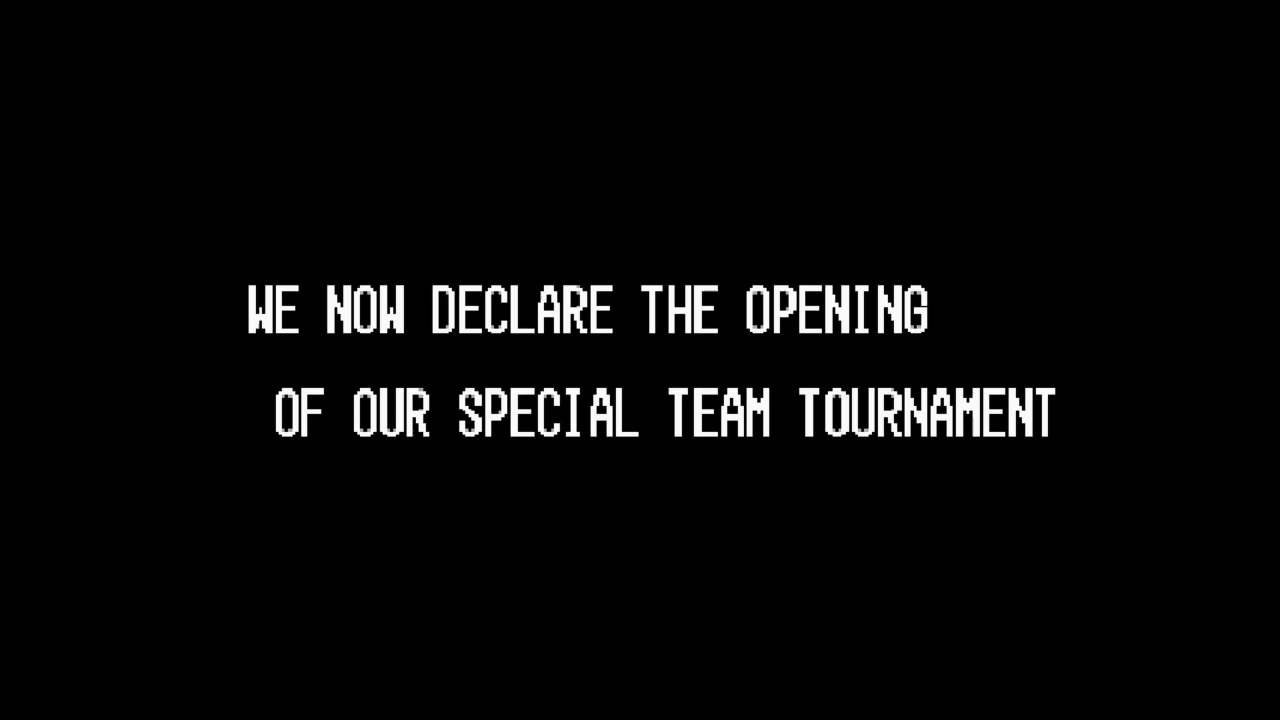 WE NOW DECLARE THE OPENING
OF OUR SPECIAL TEAM TOURNAMENT